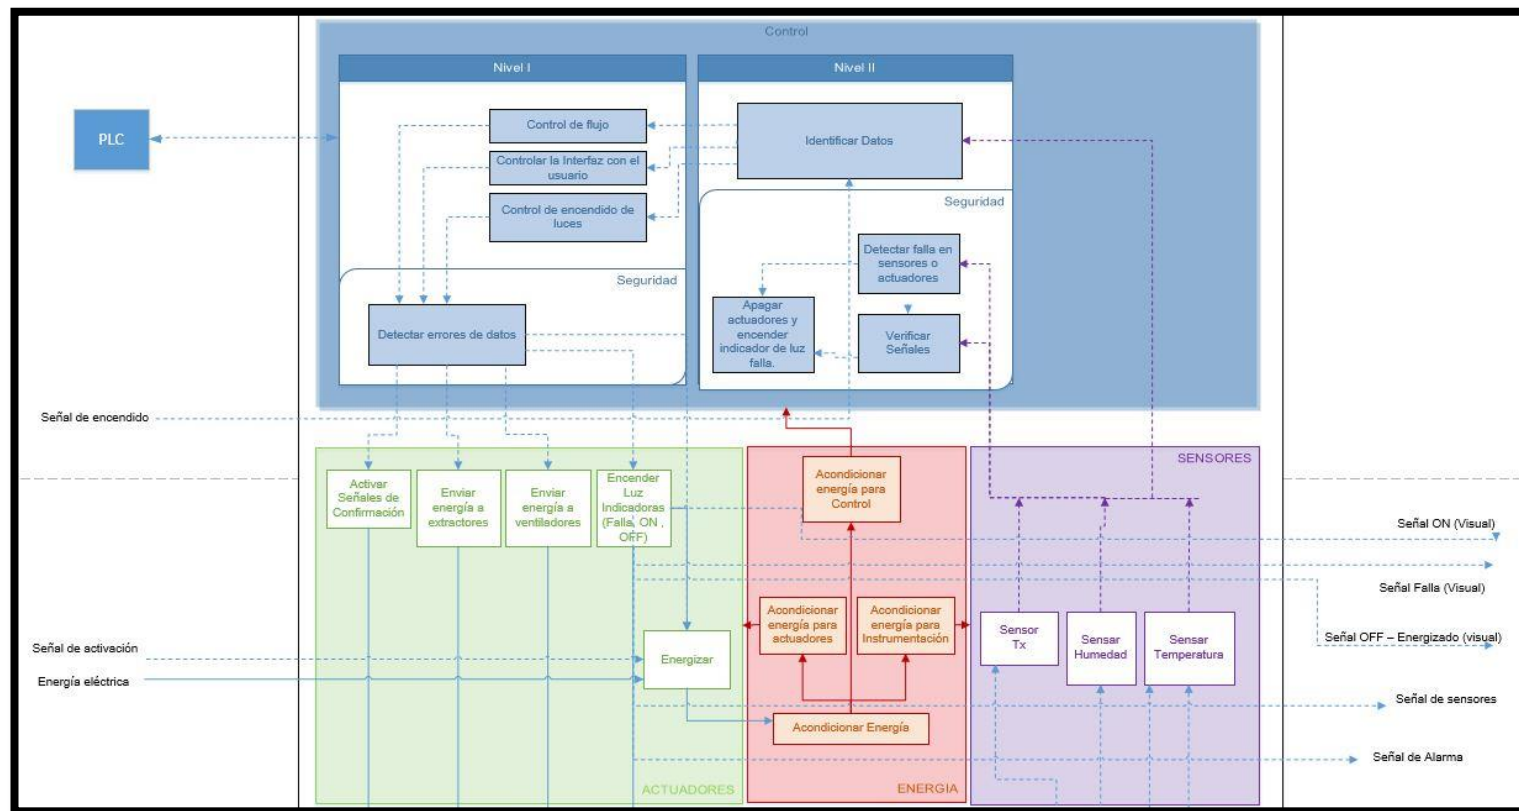 Control
Nivel I
Nivel II
PLC
Control de flujo
Controlar la Interfaz con el
usuario
Control de encendido de
luces
Identificar Datos
Seguridad
Detectar falla en
sensores o
actuadores
Apagar
actuadores y
encender
indicador de luz
falla.
Verificar
Señales
Seguridad
Detectar errores de datos
Señal de encendido
Activar
Señales de
Confirmación
Enviar
energía a
extractores
Enviar
energía a
ventiladores
Encender
Luz
Indicadoras
(Falla, ON ,
OFF)
Energizar
ACTUADORES
Acondicionar
energía para
Control
Acondicionar
energía para
actuadores
Acondicionar
energía para
Instrumentación
Acondicionar Energía
ENERGIA
SENSORES
Sensor
Tx
Sensar
Humedad
Sensar
Temperatura
Señal de activación
Energía eléctrica
Señal ON (Visual)
Señal Falla (Visual)
Señal OFF – Energizado (visual)
Señal de sensores
Señal de Alarma